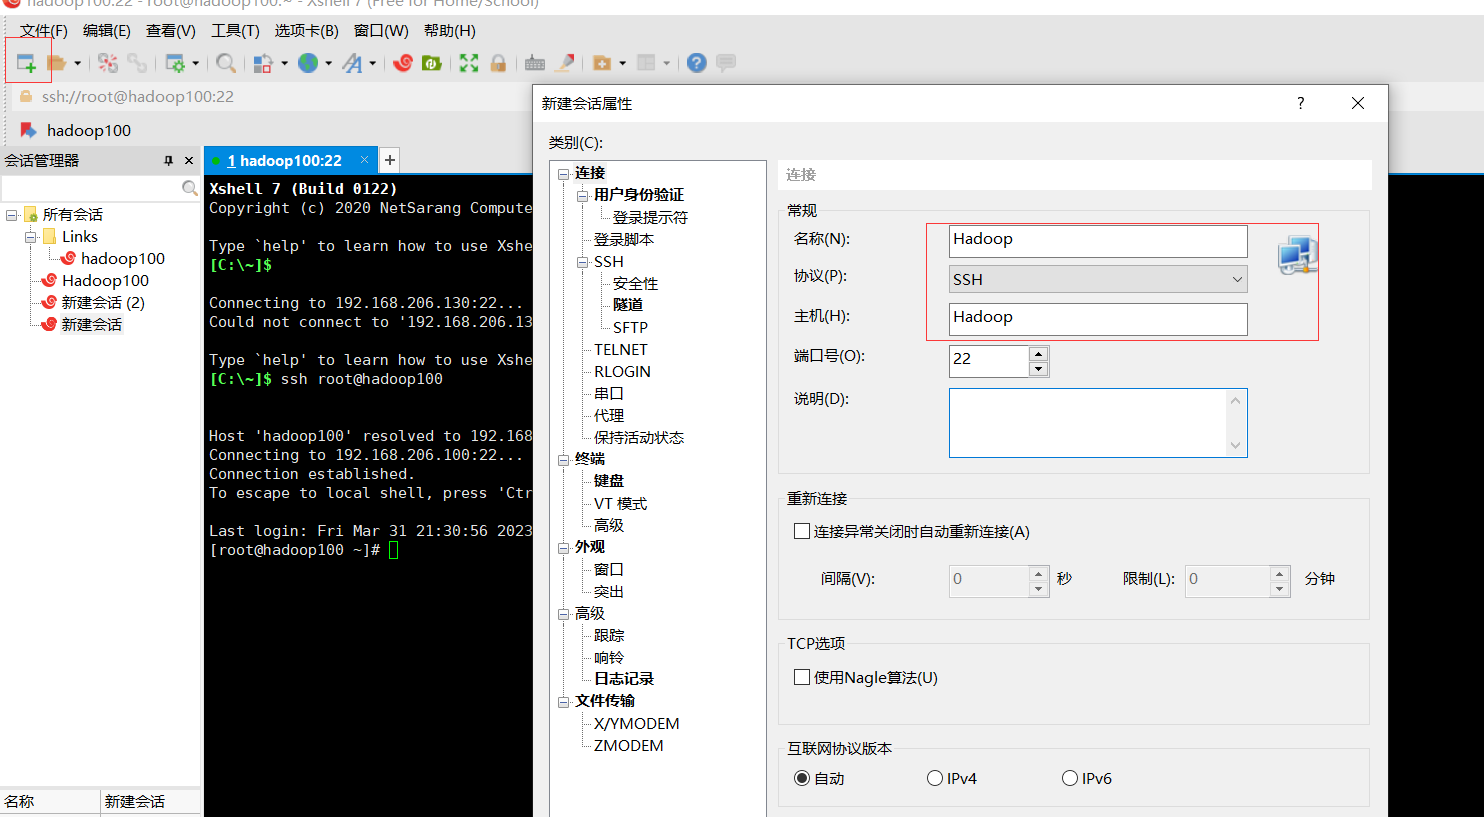 hadoop100:22 - root@hadoop100:~ - Xshell 7 (Free for Home/School)
文件(F) 编辑(E) 查看(V) 工具(T) 选项卡(B) 窗口(W) 帮助(H)
ssh://root@hadoop100:22
hadoop100
会话管理器
所有会话
Links
hadoop100
Hadoop100
新建会话 (2)
新建会话
名称 新建会话
1 hadoop100:22
Xshell 7 (Build 0122)
Copyright (c) 2020 NetSarang Compute
Type `help' to learn how to use Xshe
[C:\~]$
Connecting to 192.168.206.130:22...
Could not connect to '192.168.206.13
Type `help' to learn how to use Xshe
[C:\~]$ ssh root@hadoop100
Host 'hadoop100' resolved to 192.168
Connecting to 192.168.206.100:22...
Connection established.
To escape to local shell, press 'Ctr
Last login: Fri Mar 31 21:30:56 2023
[root@hadoop100 ~]#
新建会话属性
?
类别(C):
连接
用户身份验证
登录提示符
登录脚本
SSH
安全性
隧道
SFTP
TELNET
RLOGIN
串口
代理
保持活动状态
终端
键盘
VT 模式
高级
外观
窗口
突出
高级
跟踪
响铃
日志记录
文件传输
X/YMODEM
ZMODEM
连接
常规
名称(N): Hadoop
协议(P): SSH
主机(H): Hadoop
端口号(O): 22
说明(D):
重新连接
连接异常关闭时自动重新连接(A)
间隔(V): 0 秒 限制(L): 0 分钟
TCP选项
使用Nagle算法(U)
互联网协议版本
自动 IPv4 IPv6